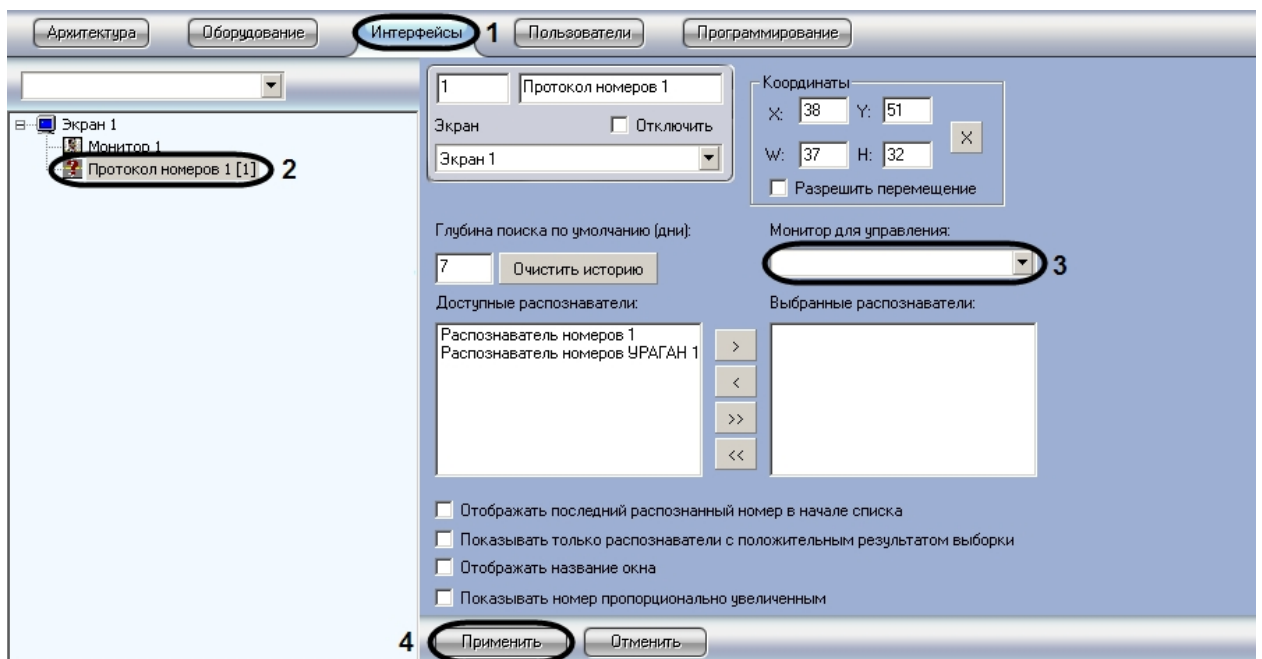 Архитектура Оборудование Интерфейсы 1 Пользователи Программирование
Экран 1
Монитор 1
Протокол номеров 1 [1] 2
1 Протокол номеров 1
Экран Отключить
Экран 1
Координаты
X: 38 Y: 51
X
W: 37 H: 32
Разрешить перемещение
Глубина поиска по умолчанию (дни):
7 Очистить историю
Монитор для управления:
3
Доступные распознаватели:
Распознаватель номеров 1
Распознаватель номеров УРАГАН 1
>
<
>>
<<
Выбранные распознаватели:
Отображать последний распознанный номер в начале списка
Показывать только распознаватели с положительным результатом выборки
Отображать название окна
Показывать номер пропорционально увеличенным
4 Применить Отменить